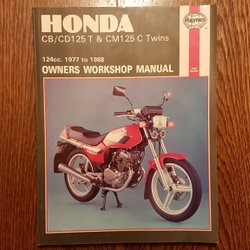 HONDA
Haynes
CB/CD125 T & CM125 C Twins
124cc. 1977 to 1988
OWNERS WORKSHOP MANUAL